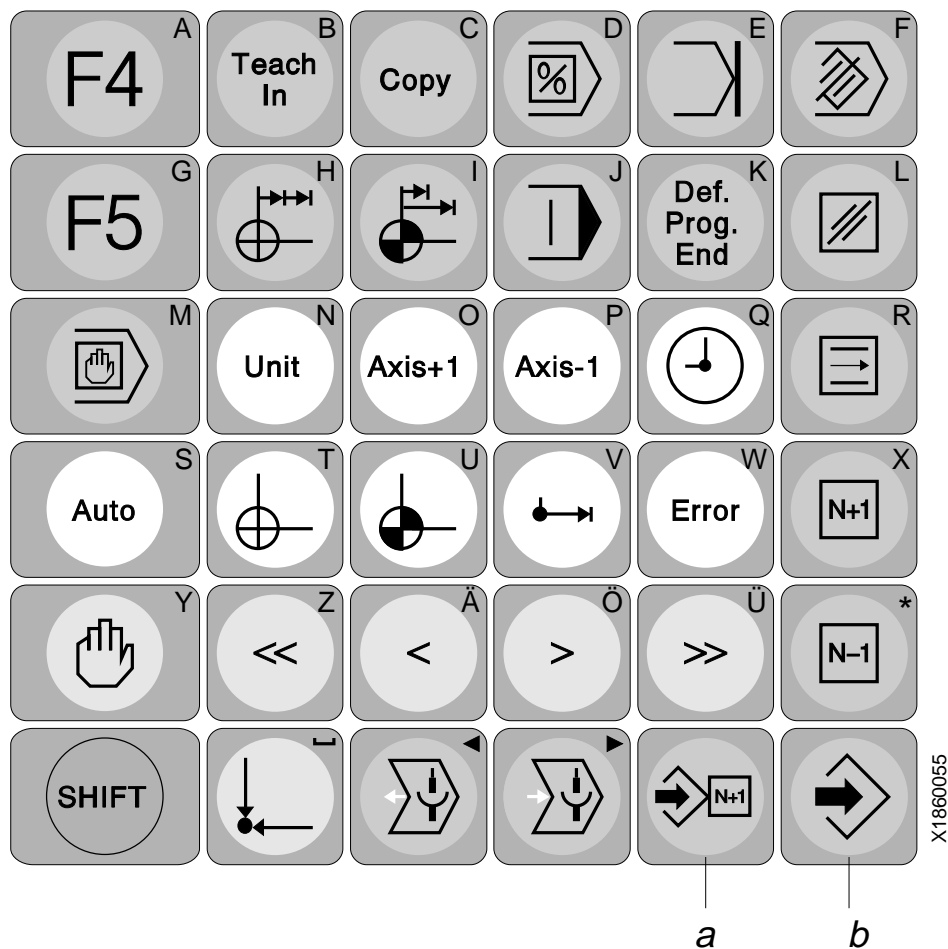 A
F4
B
Teach
In
C
Copy
D
%
E
F
G
F5
H
I
J
K
Def.
Prog.
End
L
M
N
Unit
O
Axis+1
P
Axis-1
Q
R
S
Auto
T
U
V
W
Error
X
N+1
Y
Z
<<
Ä
<
Ö
>
Ü
>>
*
N–1
SHIFT
N+1
X1860055
a
b